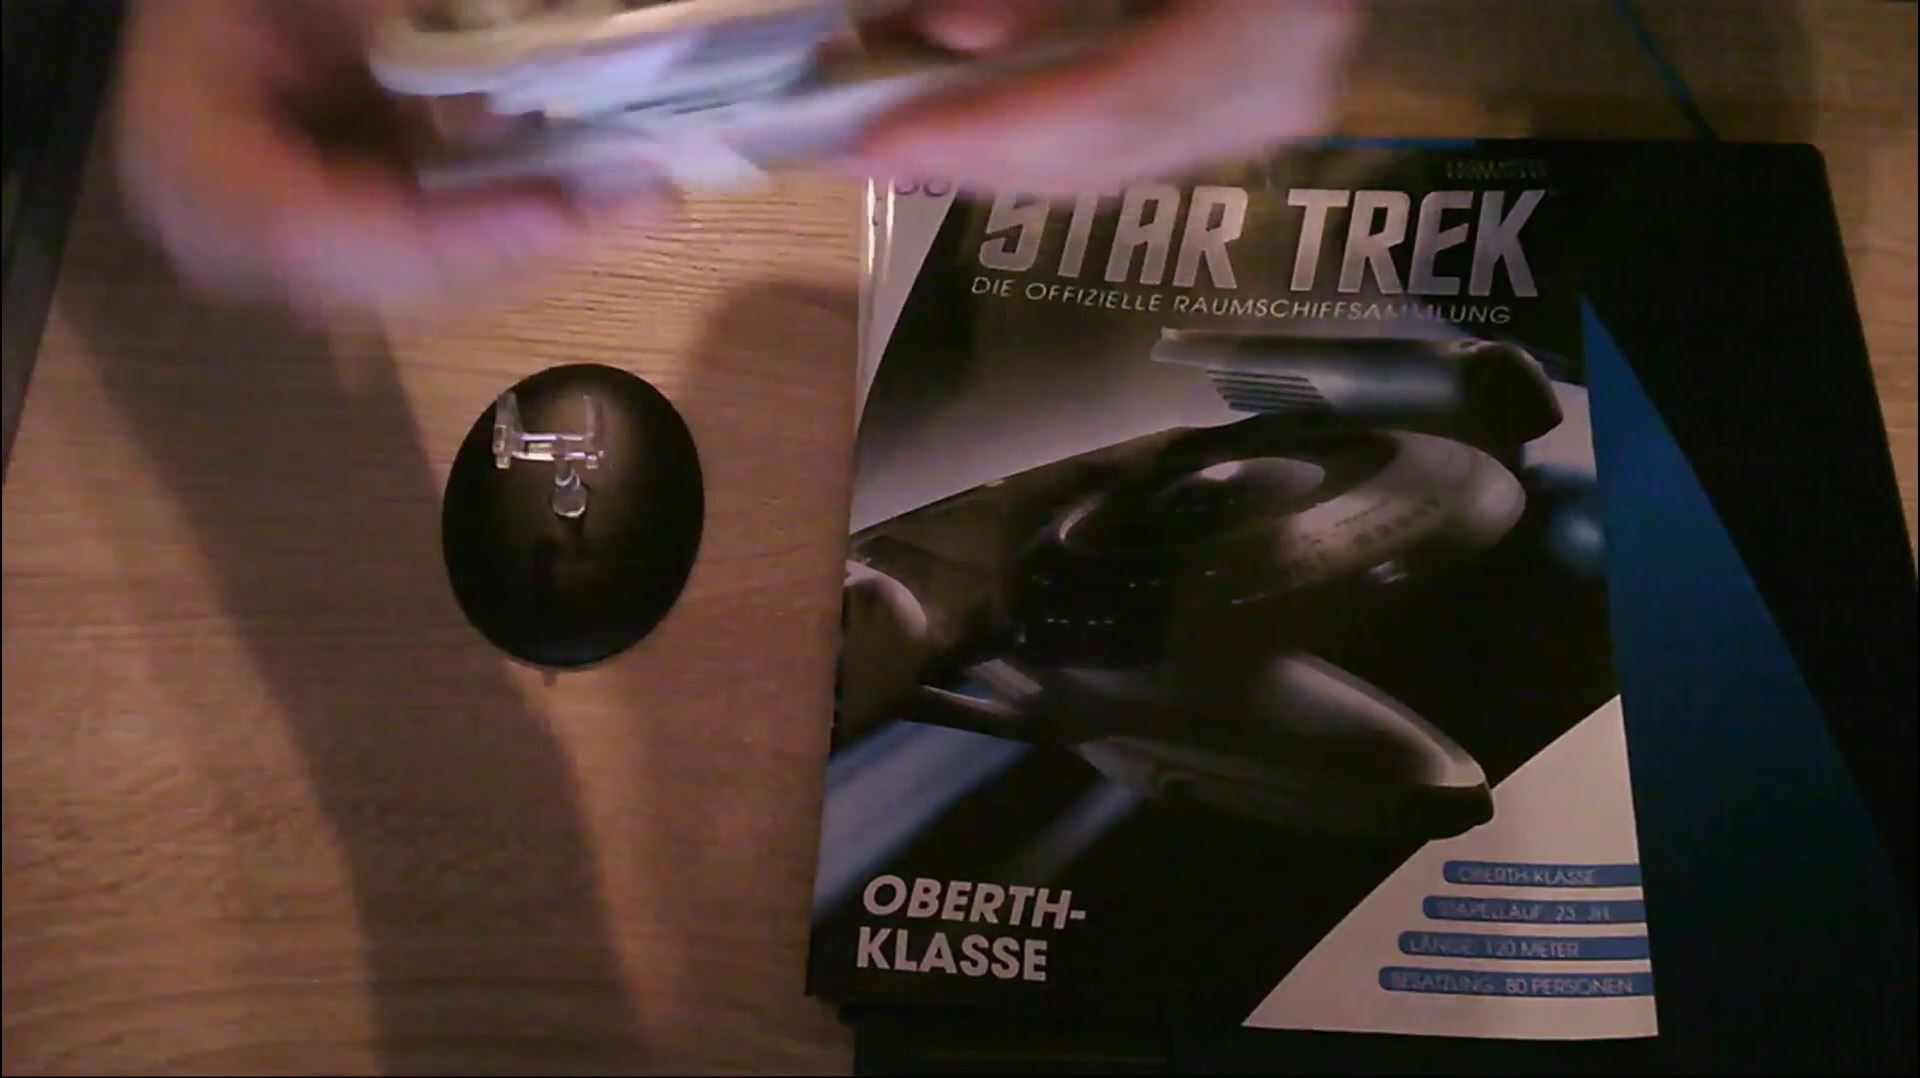 STAR TREK
DIE OFFIZIELLE RAUMSCHIFFSAMMLUNG
OBERTH-
KLASSE
OBERTH-KLASSE
STAPELLAUF: 23. JH.
LÄNGE: 120 METER
BESATZUNG: 80 PERSONEN